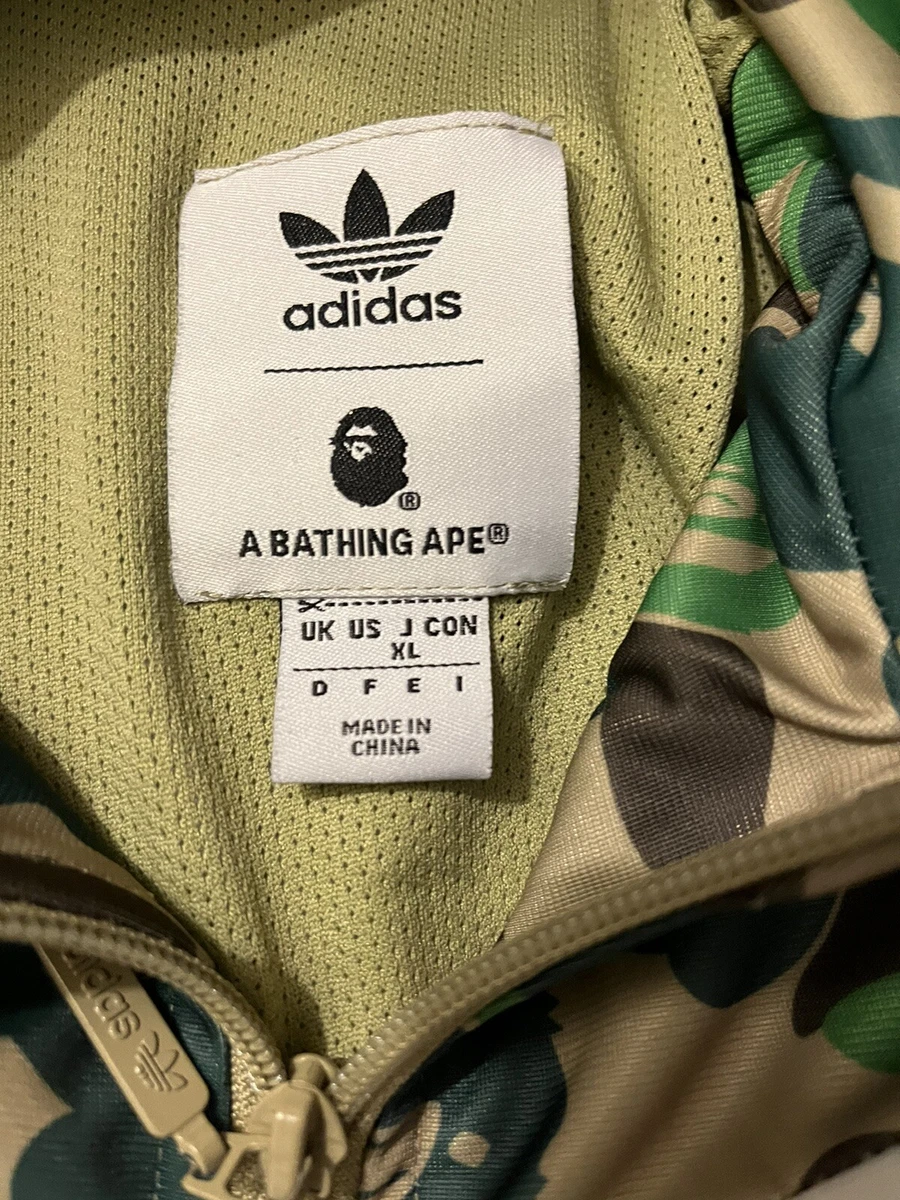 adidas
®
A BATHING APE®
UK US J CON
XL
D F E I
MADE IN
CHINA
adidas